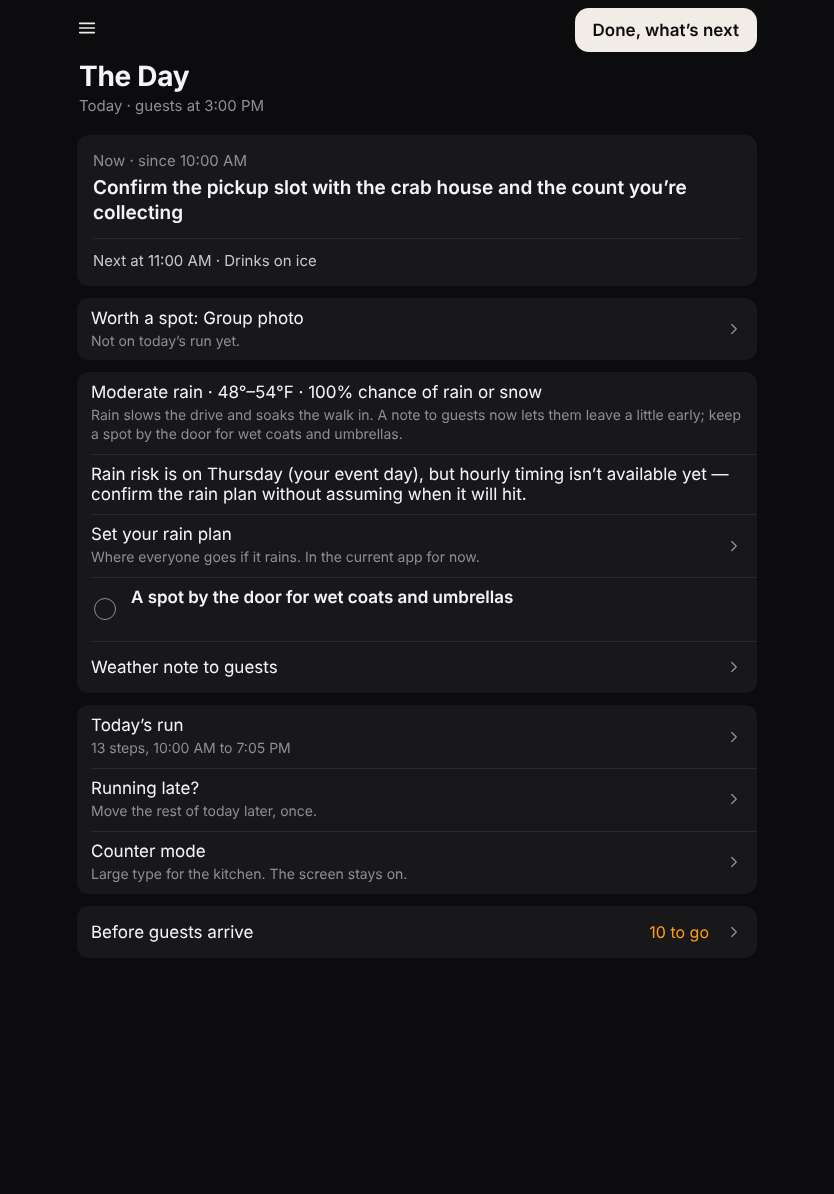 Done, what’s next
The Day
Today · guests at 3:00 PM
Now · since 10:00 AM
Confirm the pickup slot with the crab house and the count you’re
collecting
Next at 11:00 AM · Drinks on ice
Worth a spot: Group photo
Not on today’s run yet.
Moderate rain · 48°–54°F · 100% chance of rain or snow
Rain slows the drive and soaks the walk in. A note to guests now lets them leave a little early; keep
a spot by the door for wet coats and umbrellas.
Rain risk is on Thursday (your event day), but hourly timing isn’t available yet —
confirm the rain plan without assuming when it will hit.
Set your rain plan
Where everyone goes if it rains. In the current app for now.
A spot by the door for wet coats and umbrellas
Weather note to guests
Today’s run
13 steps, 10:00 AM to 7:05 PM
Running late?
Move the rest of today later, once.
Counter mode
Large type for the kitchen. The screen stays on.
Before guests arrive
10 to go